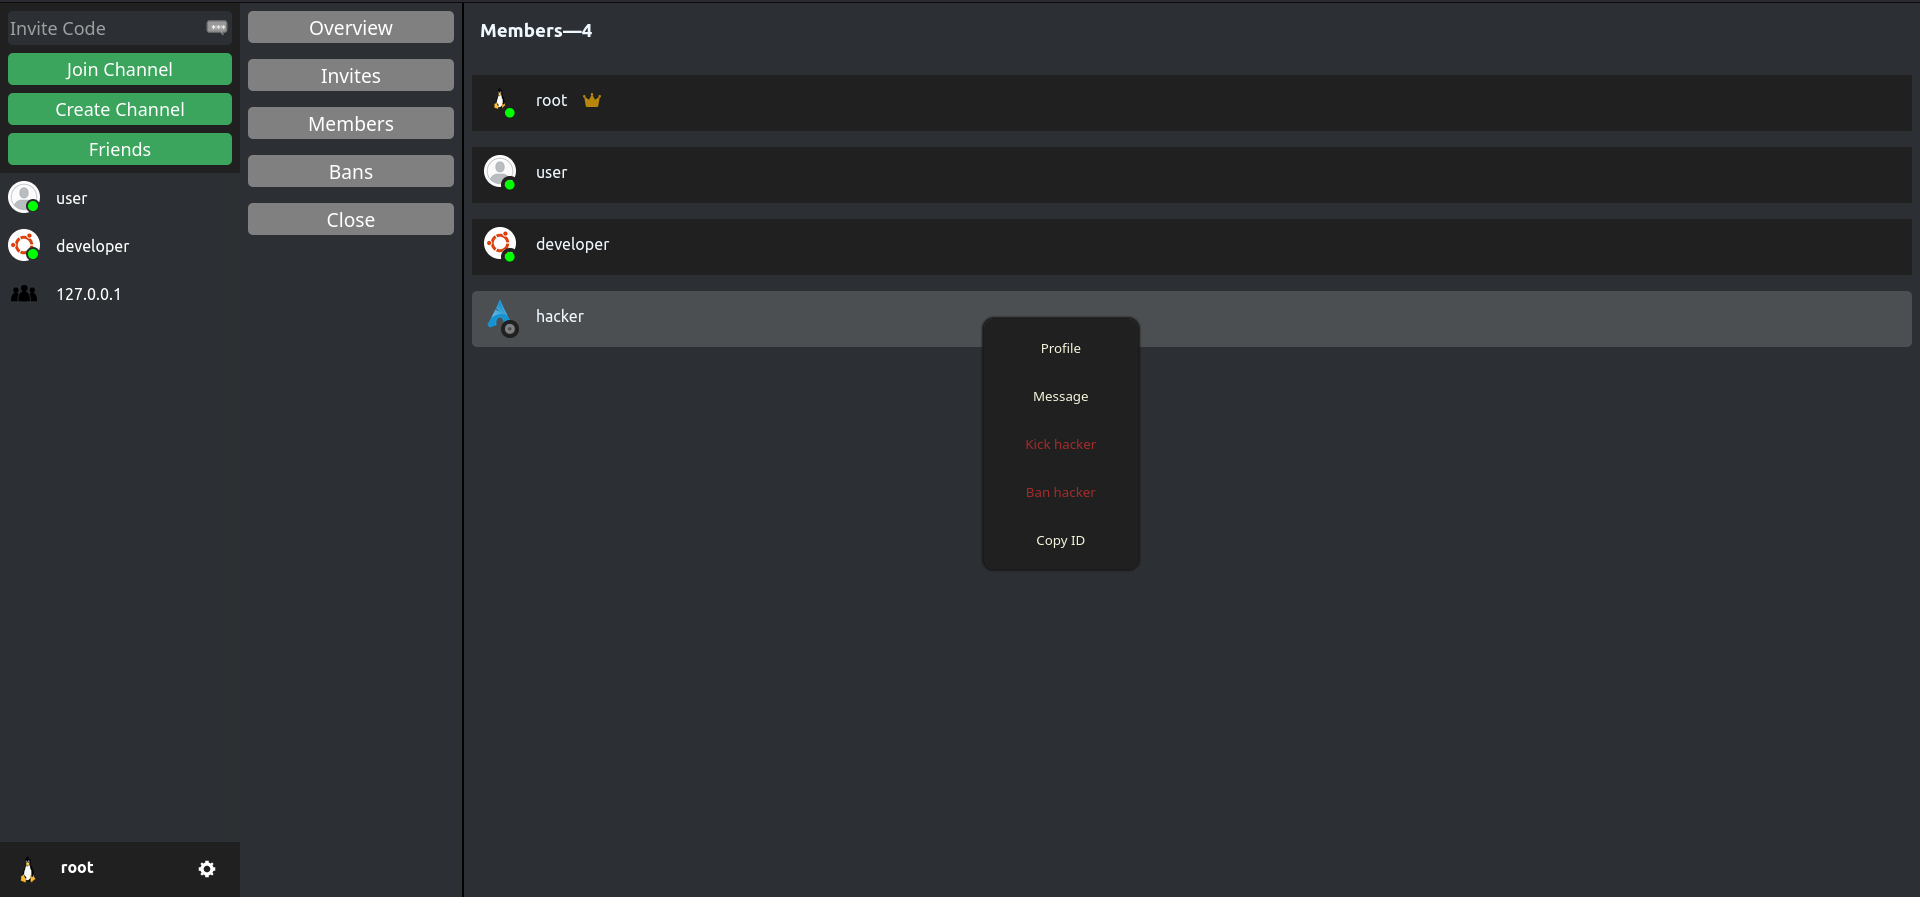 Invite Code
Join Channel
Create Channel
Friends
user
developer
127.0.0.1
root
Overview
Invites
Members
Bans
Close
Members—4
root
user
developer
hacker
Profile
Message
Kick hacker
Ban hacker
Copy ID